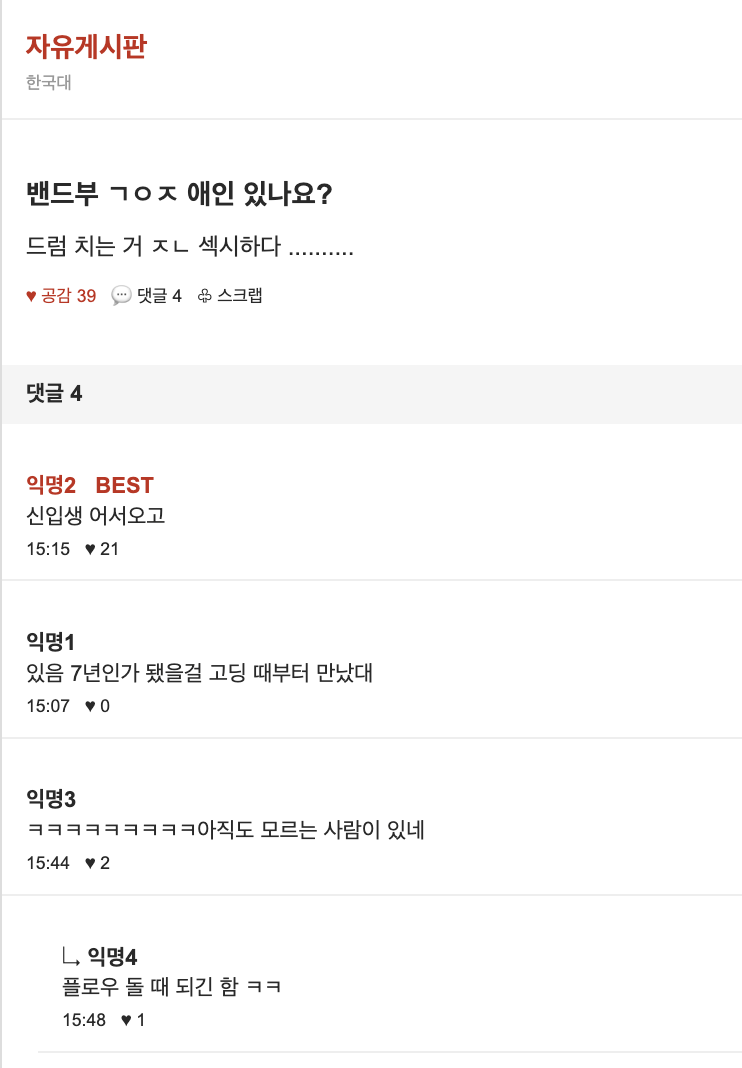 자유게시판
한국대
밴드부 ㄱㅇㅈ 애인 있나요?
드럼 치는 거 ㅈㄴ 섹시하다 ..........
♥ 공감 39 💬 댓글 4 ♧ 스크랩
댓글 4
익명2 BEST
신입생 어서오고
15:15 ♥ 21
익명1
있음 7년인가 됐을걸 고딩 때부터 만났대
15:07 ♥ 0
익명3
ㅋㅋㅋㅋㅋㅋㅋㅋㅋ아직도 모르는 사람이 있네
15:44 ♥ 2
익명4
플로우 돌 때 되긴 함 ㅋㅋ
15:48 ♥ 1